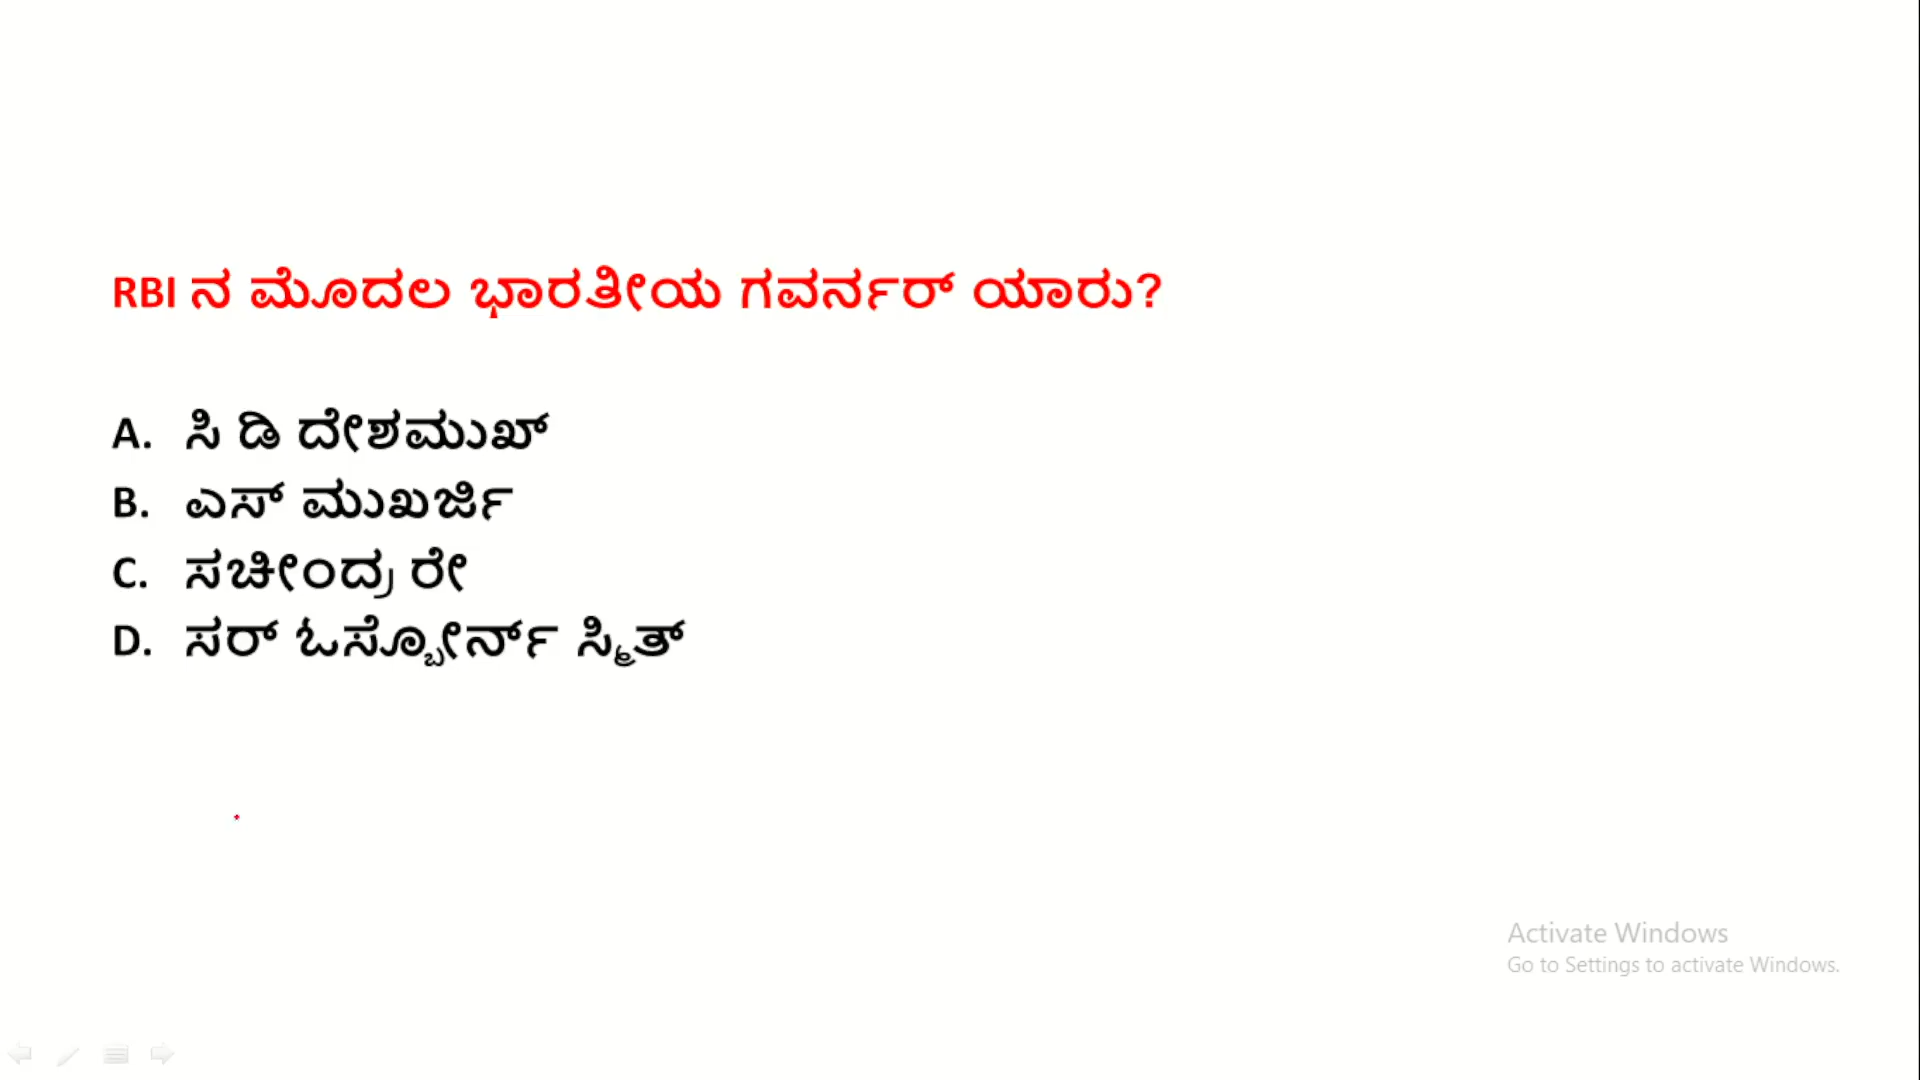 RBI ನ ಮೊದಲ ಭಾರತೀಯ ಗವರ್ನರ್ ಯಾರು?
A. ಸಿ ಡಿ ದೇಶಮುಖ್
B. ಎಸ್ ಮುಖರ್ಜಿ
C. ಸಚೀಂದ್ರ ರೇ
D. ಸರ್ ಓಸ್ಬೋರ್ನ್ ಸ್ಮಿತ್
Activate Windows
Go to Settings to activate Windows.